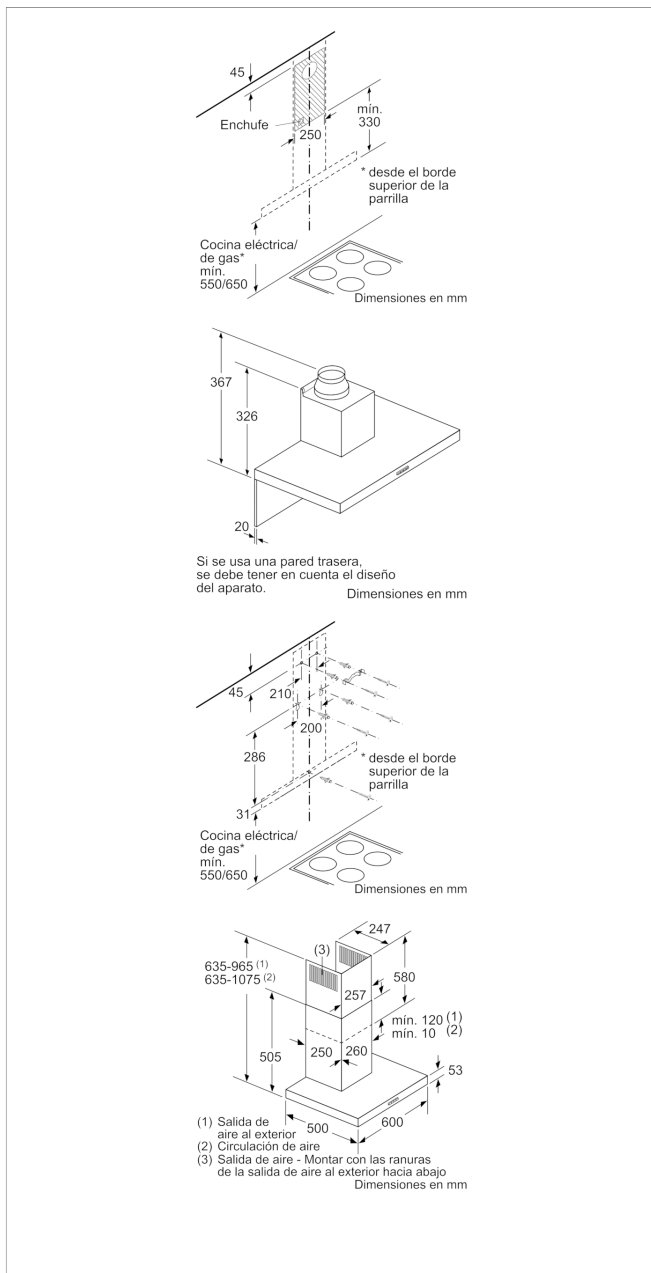 45
Enchufe
250
mín.
330
* desde el borde
superior de la
parrilla
Cocina eléctrica/
de gas*
mín.
550/650
Dimensiones en mm
367
326
20
Si se usa una pared trasera,
se debe tener en cuenta el diseño
del aparato.
Dimensiones en mm
45
210
200
286
* desde el borde
superior de la
parrilla
31
Cocina eléctrica/
de gas*
mín.
550/650
Dimensiones en mm
247
(3)
635-965 (1)
635-1075 (2)
580
257
mín. 120 (1)
mín. 10 (2)
505
250
260
53
500
600
(1) Salida de
aire al exterior
(2) Circulación de aire
(3) Salida de aire - Montar con las ranuras
de la salida de aire al exterior hacia abajo
Dimensiones en mm